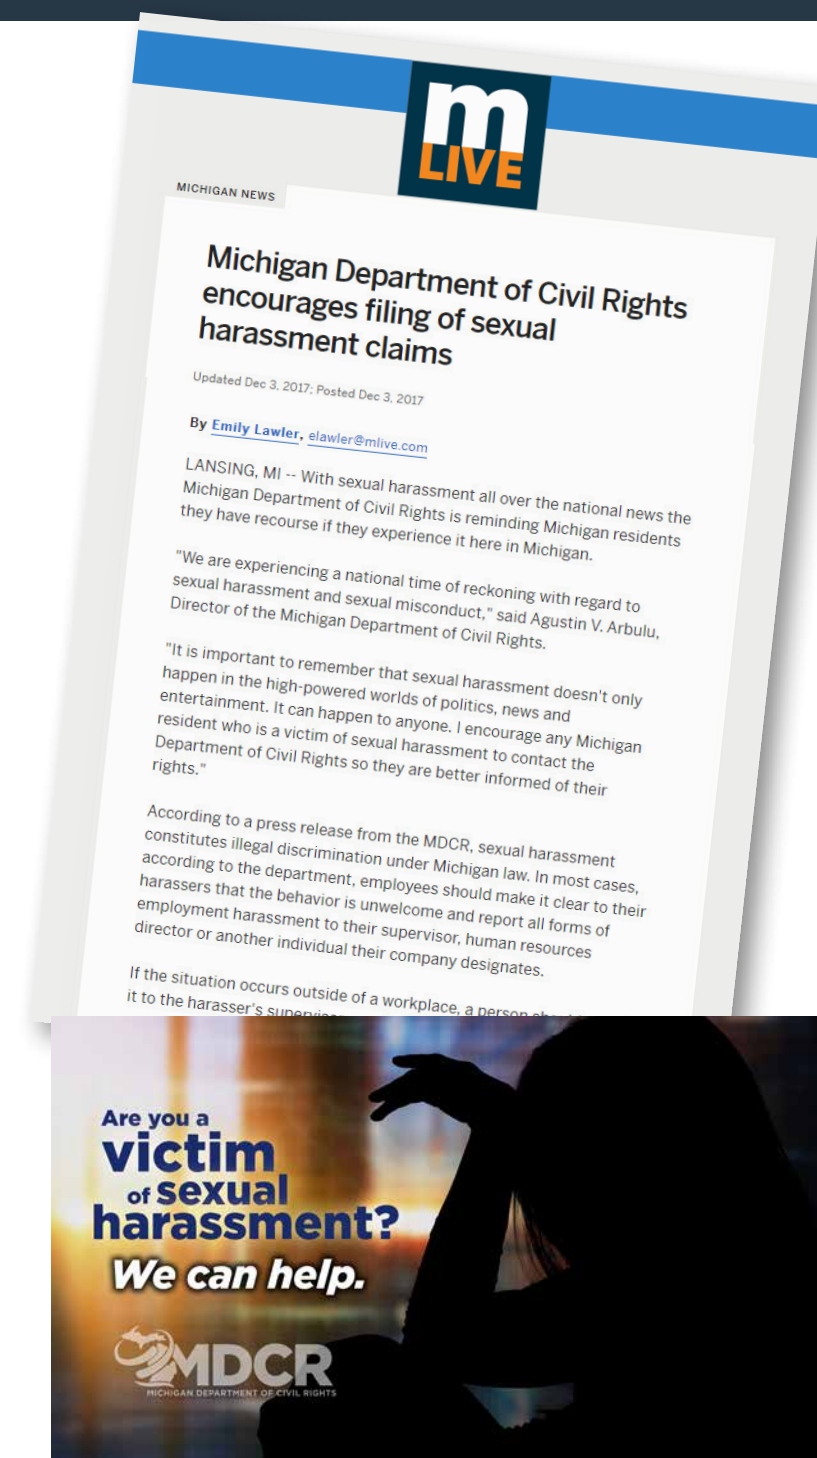 m
LIVE
MICHIGAN NEWS
Michigan Department of Civil Rights
encourages filing of sexual
harassment claims
Updated Dec 3, 2017; Posted Dec 3, 2017
By Emily Lawler, elawler@mlive.com
LANSING, MI -- With sexual harassment all over the national news the
Michigan Department of Civil Rights is reminding Michigan residents
they have recourse if they experience it here in Michigan.
"We are experiencing a national time of reckoning with regard to
sexual harassment and sexual misconduct," said Agustin V. Arbulu,
Director of the Michigan Department of Civil Rights.
"It is important to remember that sexual harassment doesn't only
happen in the high-powered worlds of politics, news and
entertainment. It can happen to anyone. I encourage any Michigan
resident who is a victim of sexual harassment to contact the
Department of Civil Rights so they are better informed of their
rights."
According to a press release from the MDCR, sexual harassment
constitutes illegal discrimination under Michigan law. In most cases,
according to the department, employees should make it clear to their
harassers that the behavior is unwelcome and report all forms of
employment harassment to their supervisor, human resources
director or another individual their company designates.
If the situation occurs outside of a workplace, a person
it to the harasser's
Are you a
victim
of sexual
harassment?
We can help.
MDCR
MICHIGAN DEPARTMENT OF CIVIL RIGHTS